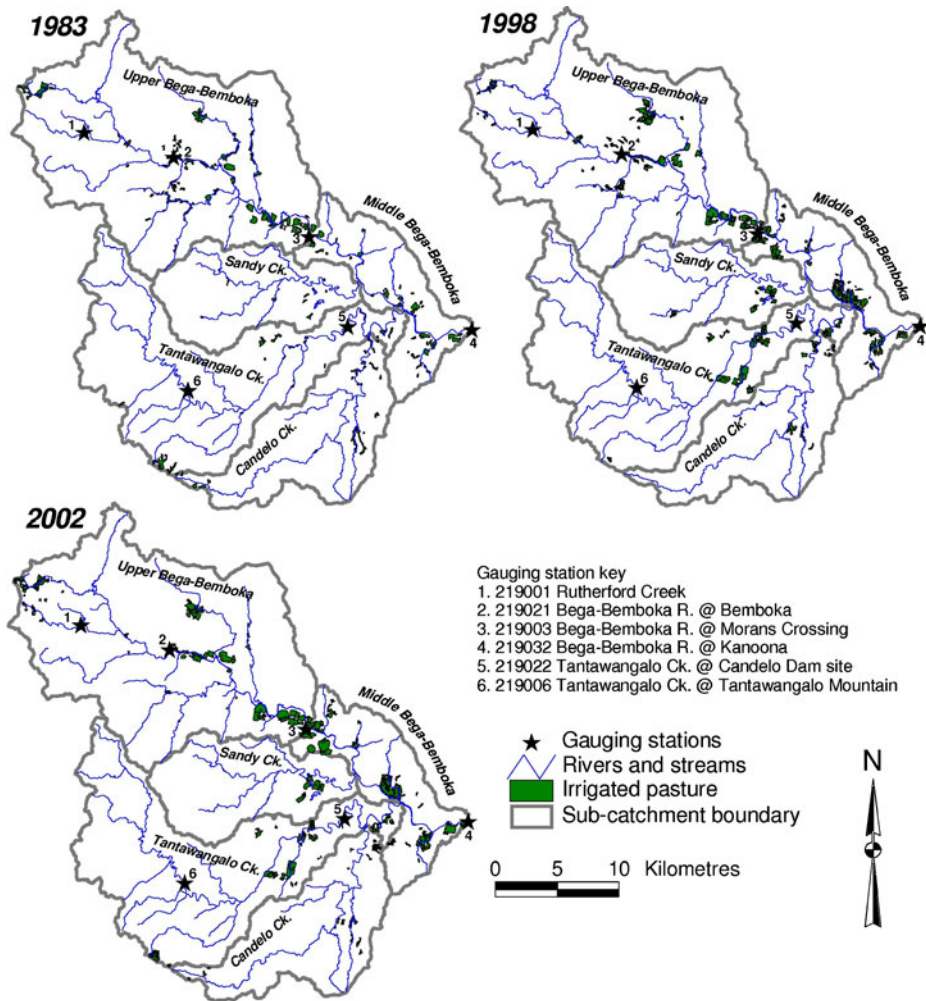 1983
Upper Bega-Bemboka
1
1
2
3
Middle Bega-Bemboka
Sandy Ck.
5
4
Tantawangalo Ck.
6
Candelo Ck.
1998
Upper Bega-Bemboka
1
2
Middle Bega-Bemboka
3
Sandy Ck.
5
4
Tantawangalo Ck.
6
Candelo Ck.
2002
Upper Bega-Bemboka
1
2
Middle Bega-Bemboka
3
Sandy Ck.
5
4
Tantawangalo Ck.
6
Candelo Ck.
Gauging station key
1. 219001 Rutherford Creek
2. 219021 Bega-Bemboka R. @ Bemboka
3. 219003 Bega-Bemboka R. @ Morans Crossing
4. 219032 Bega-Bemboka R. @ Kanoona
5. 219022 Tantawangalo Ck. @ Candelo Dam site
6. 219006 Tantawangalo Ck. @ Tantawangalo Mountain
Gauging stations
Rivers and streams
Irrigated pasture
Sub-catchment boundary
N
0 5 10 Kilometres